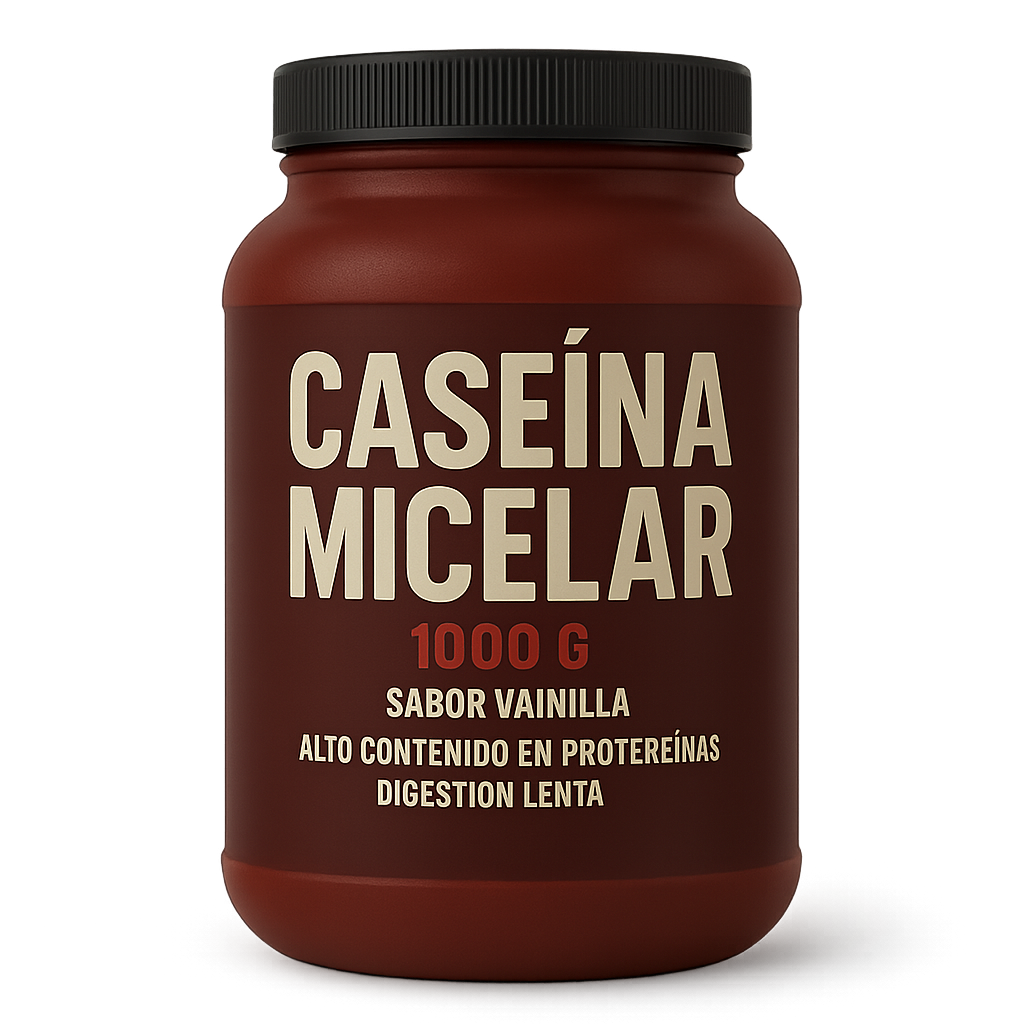 CASEÍNA
MICELAR
1000 G
SABOR VAINILLA
ALTO CONTENIDO EN PROTEREÍNAS
DIGESTION LENTA